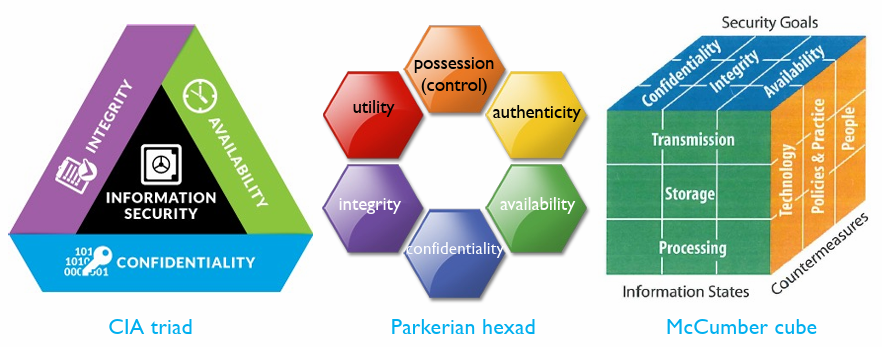 INTEGRITY
AVAILABILITY
INFORMATION
SECURITY
101
1010
CONFIDENTIALITY
CIA triad
possession
(control)
utility
authenticity
integrity
availability
confidentiality
Parkerian hexad
Security Goals
Confidentiality
Integrity
Availability
Transmission
Storage
Processing
Technology
Policies & Practice
People
Information States
Countermeasures
McCumber cube